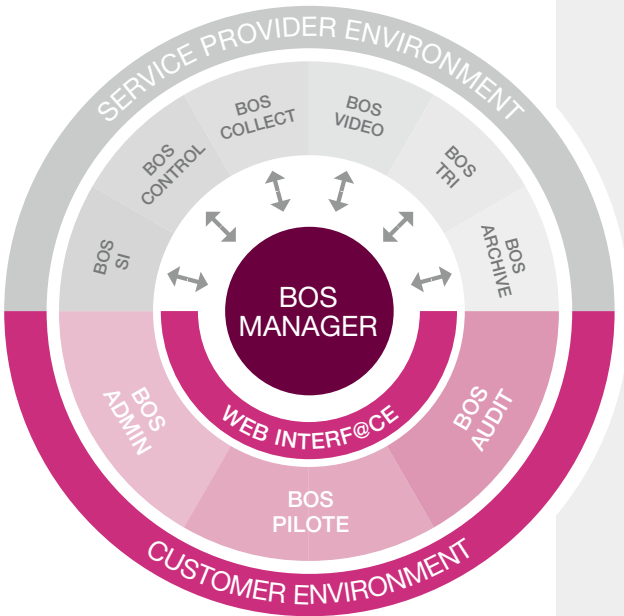 SERVICE PROVIDER ENVIRONMENT
BOS
SI
BOS
CONTROL
BOS
COLLECT
BOS
VIDEO
BOS
TRI
BOS
ARCHIVE
BOS
MANAGER
WEB INTERF@CE
BOS
ADMIN
BOS
PILOTE
BOS
AUDIT
CUSTOMER ENVIRONMENT